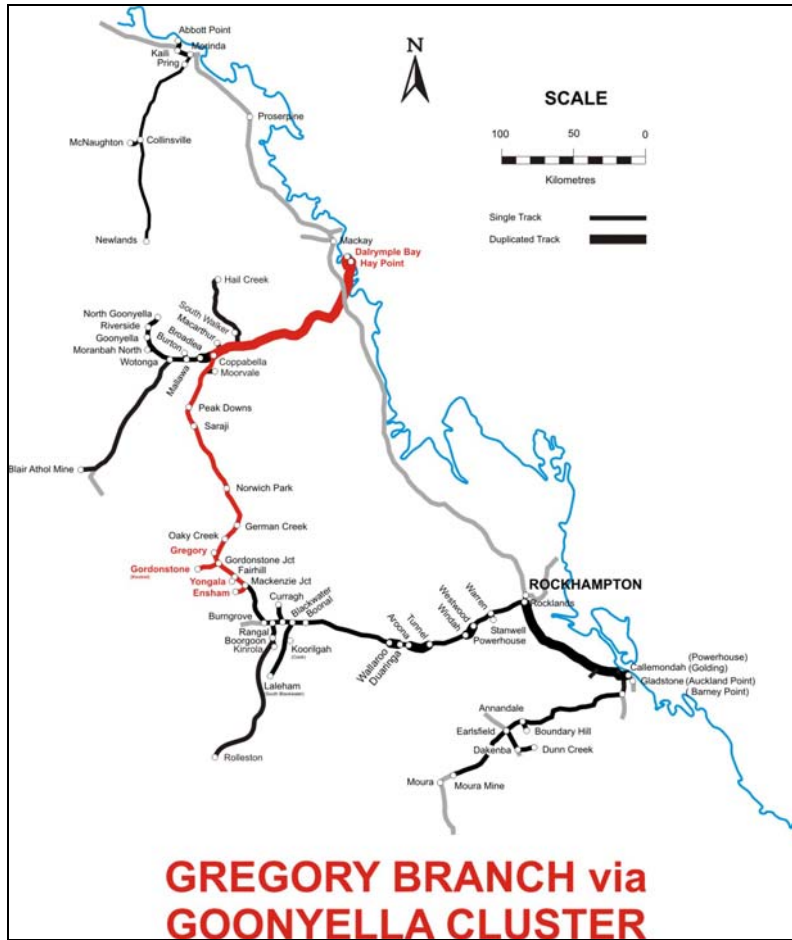 Abbott Point
Kaili
Merinda
Pring
N
SCALE
100 50 0
Kilometres
Single Track
Duplicated Track
Proserpine
McNaughton
Collinsville
Newlands
Mackay
Dalrymple Bay
Hay Point
Hail Creek
North Goonyella
Riverside
Goonyella
Moranbah North
Wotonga
South Walker
Macarthur
Broadlea
Burton
Mallawa
Coppabella
Moorvale
Peak Downs
Saraji
Blair Athol Mine
Norwich Park
German Creek
Oaky Creek
Gregory
Gordonstone Jct
Gordonstone
Fairhill
Yongala
Mackenzie Jct
Ensham
Curragh
Blackwater
Boonal
Burngrove
Rangal
Boorgoon
Kinrola
Koorilgah
Laleham
(South Blackwater)
Rolleston
Wallaroo
Duaringa
Aroona
Tunnel
Windah
Westwood
Warren
Stanwell
Powerhouse
ROCKHAMPTON
Rocklands
Callemondah
(Powerhouse)
(Golding)
Gladstone
(Auckland Point)
(Barney Point)
Annandale
Earlsfield
Boundary Hill
Dakenba
Dunn Creek
Moura
Moura Mine
GREGORY BRANCH via
GOONYELLA CLUSTER